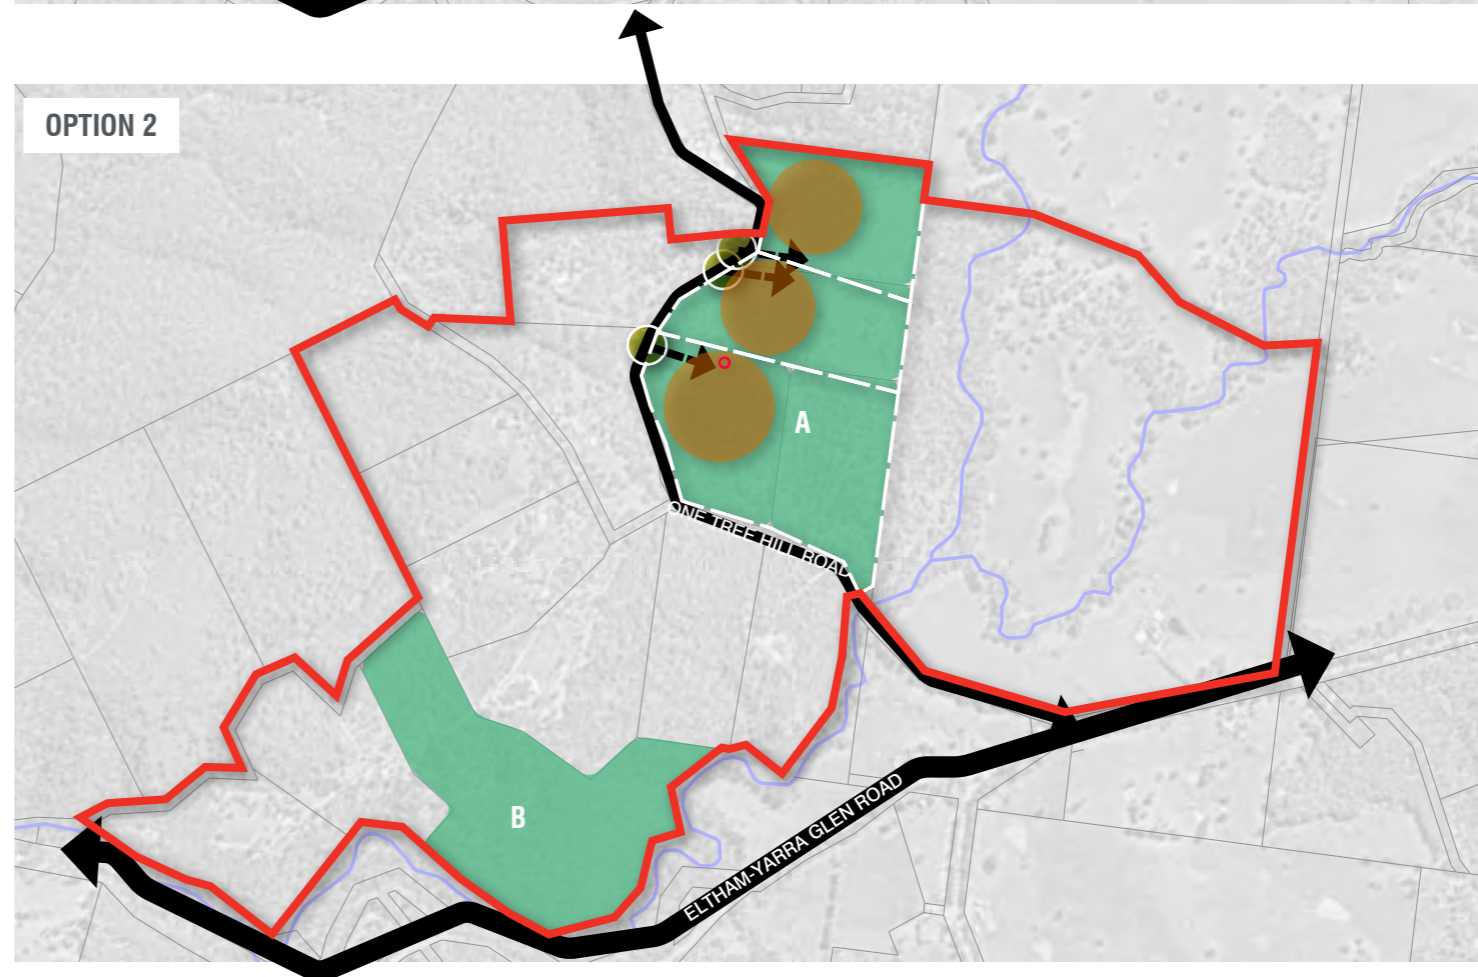 OPTION 2
A
ONE TREE HILL ROAD
B
ELTHAM-YARRA GLEN ROAD